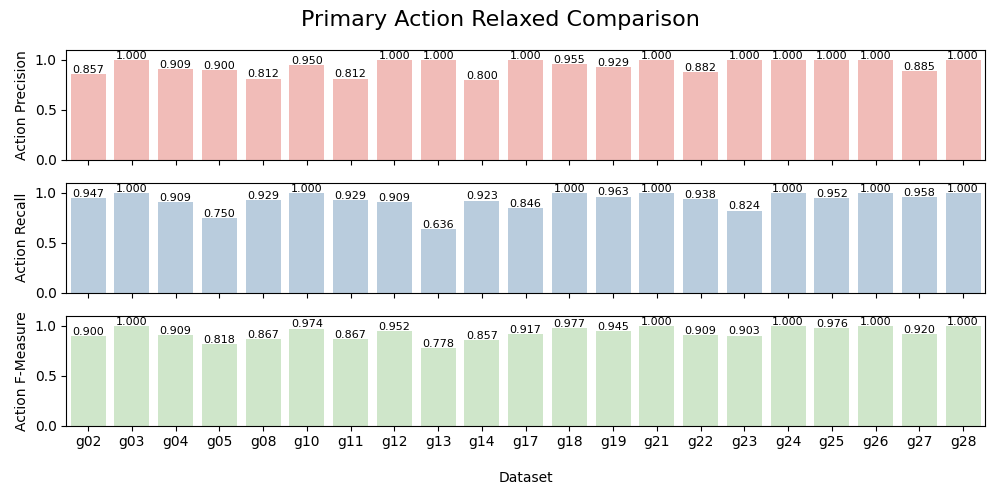 Primary Action Relaxed Comparison
Action Precision
1.0
0.5
0.0
0.857 1.000 0.909 0.900 0.812 0.950 0.812 1.000 1.000 0.800 1.000 0.955 0.929 1.000 0.882 1.000 1.000 1.000 1.000 0.885 1.000
Action Recall
1.0
0.5
0.0
0.947 1.000 0.909 0.750 0.929 1.000 0.929 0.909 0.636 0.923 0.846 1.000 0.963 1.000 0.938 0.824 1.000 0.952 1.000 0.958 1.000
Action F-Measure
1.0
0.5
0.0
0.900 1.000 0.909 0.818 0.867 0.974 0.867 0.952 0.778 0.857 0.917 0.977 0.945 1.000 0.909 0.903 1.000 0.976 1.000 0.920 1.000
g02 g03 g04 g05 g08 g10 g11 g12 g13 g14 g17 g18 g19 g21 g22 g23 g24 g25 g26 g27 g28
Dataset